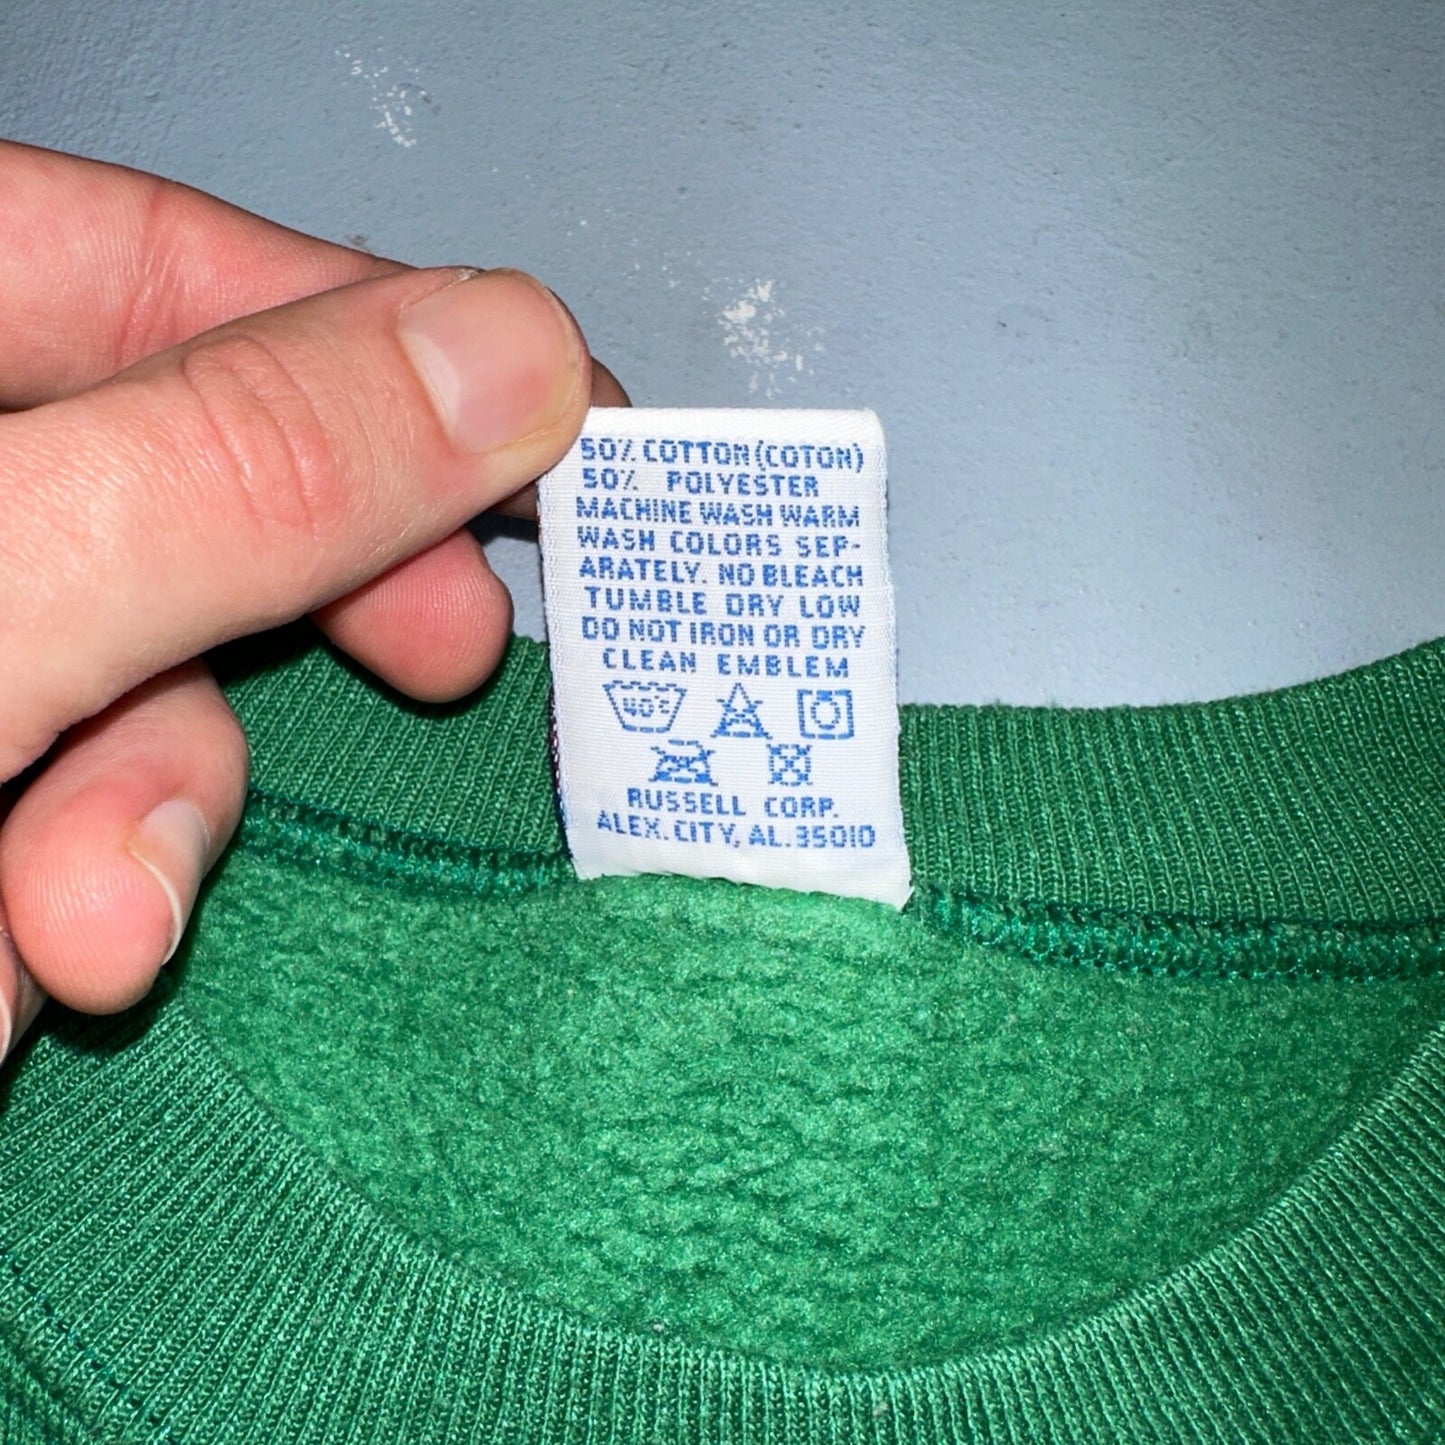 50% COTTON (COTON)
50% POLYESTER
MACHINE WASH WARM
WASH COLORS SEP-
ARATELY. NO BLEACH
TUMBLE DRY LOW
DO NOT IRON OR DRY
CLEAN EMBLEM
40°C
RUSSELL CORP.
ALEX. CITY, AL. 35010